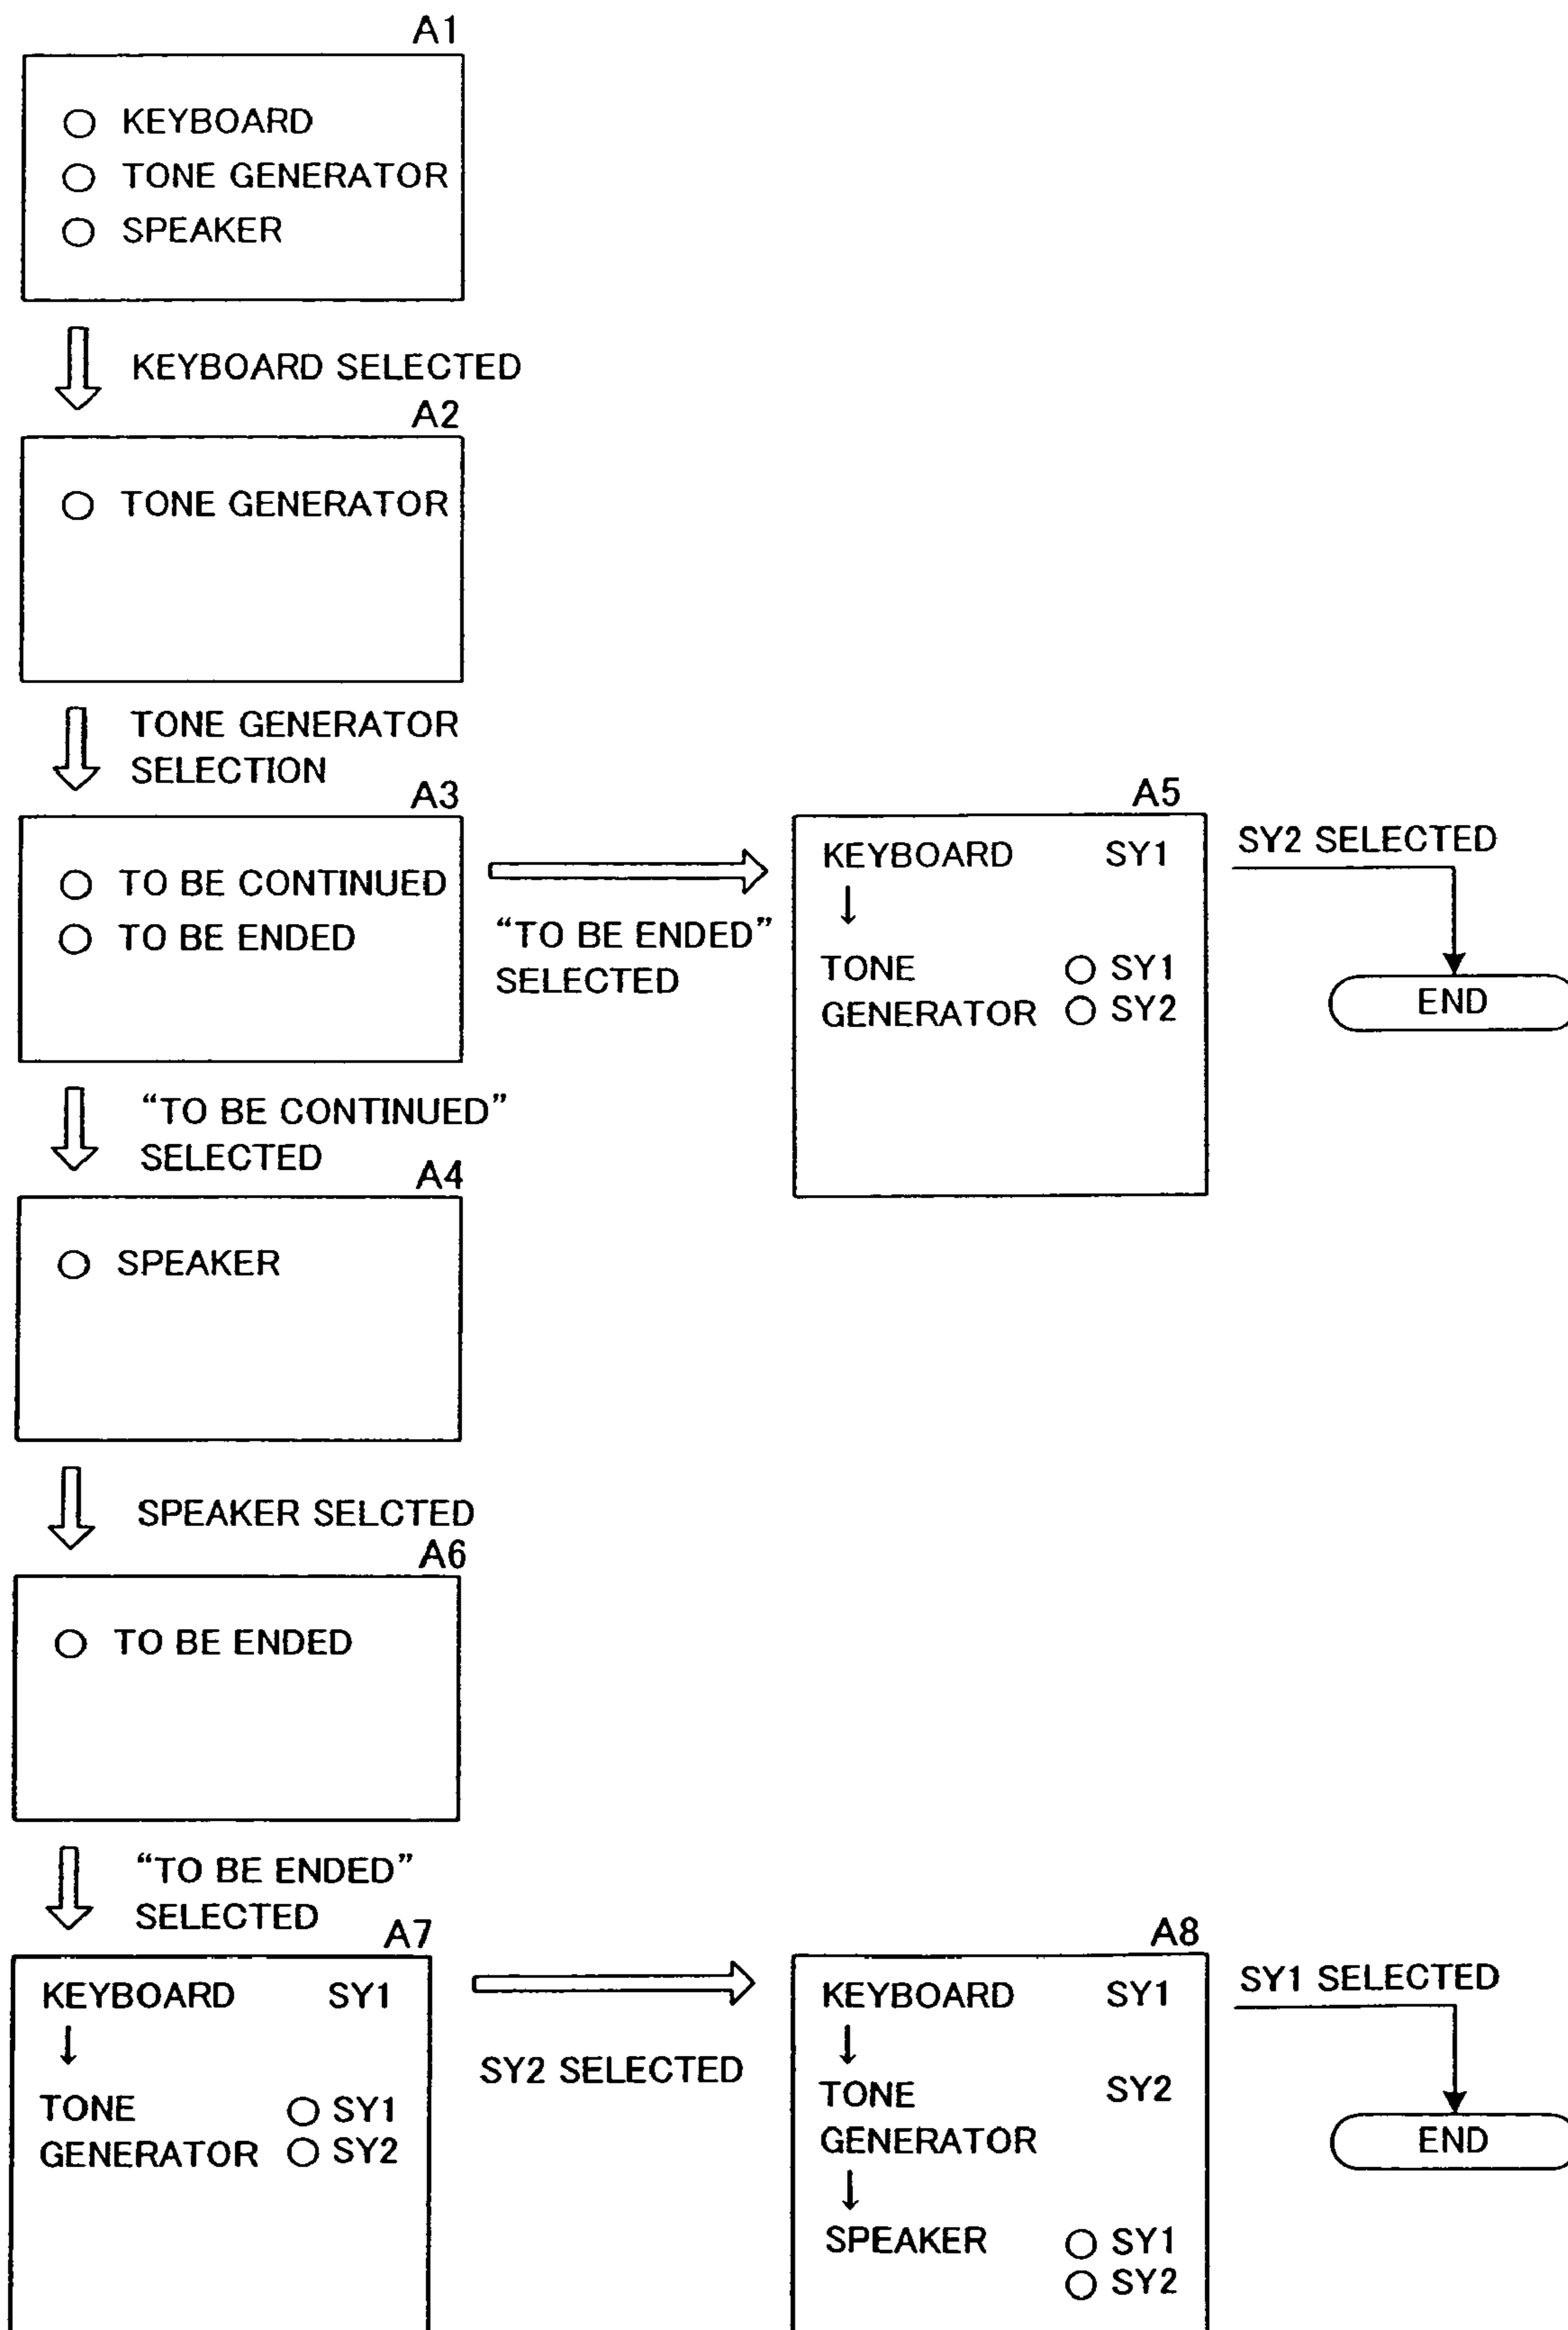 A1
○ KEYBOARD
○ TONE GENERATOR
○ SPEAKER
KEYBOARD SELECTED
A2
○ TONE GENERATOR
TONE GENERATOR
SELECTION
A3
○ TO BE CONTINUED
○ TO BE ENDED
"TO BE ENDED"
SELECTED
A5
KEYBOARD SY1
↓
TONE ○ SY1
GENERATOR ○ SY2
SY2 SELECTED
END
"TO BE CONTINUED"
SELECTED
A4
○ SPEAKER
SPEAKER SELCTED
A6
○ TO BE ENDED
"TO BE ENDED"
SELECTED
A7
KEYBOARD SY1
↓
TONE ○ SY1
GENERATOR ○ SY2
SY2 SELECTED
A8
KEYBOARD SY1
↓
TONE SY2
GENERATOR
↓
SPEAKER ○ SY1
○ SY2
SY1 SELECTED
END